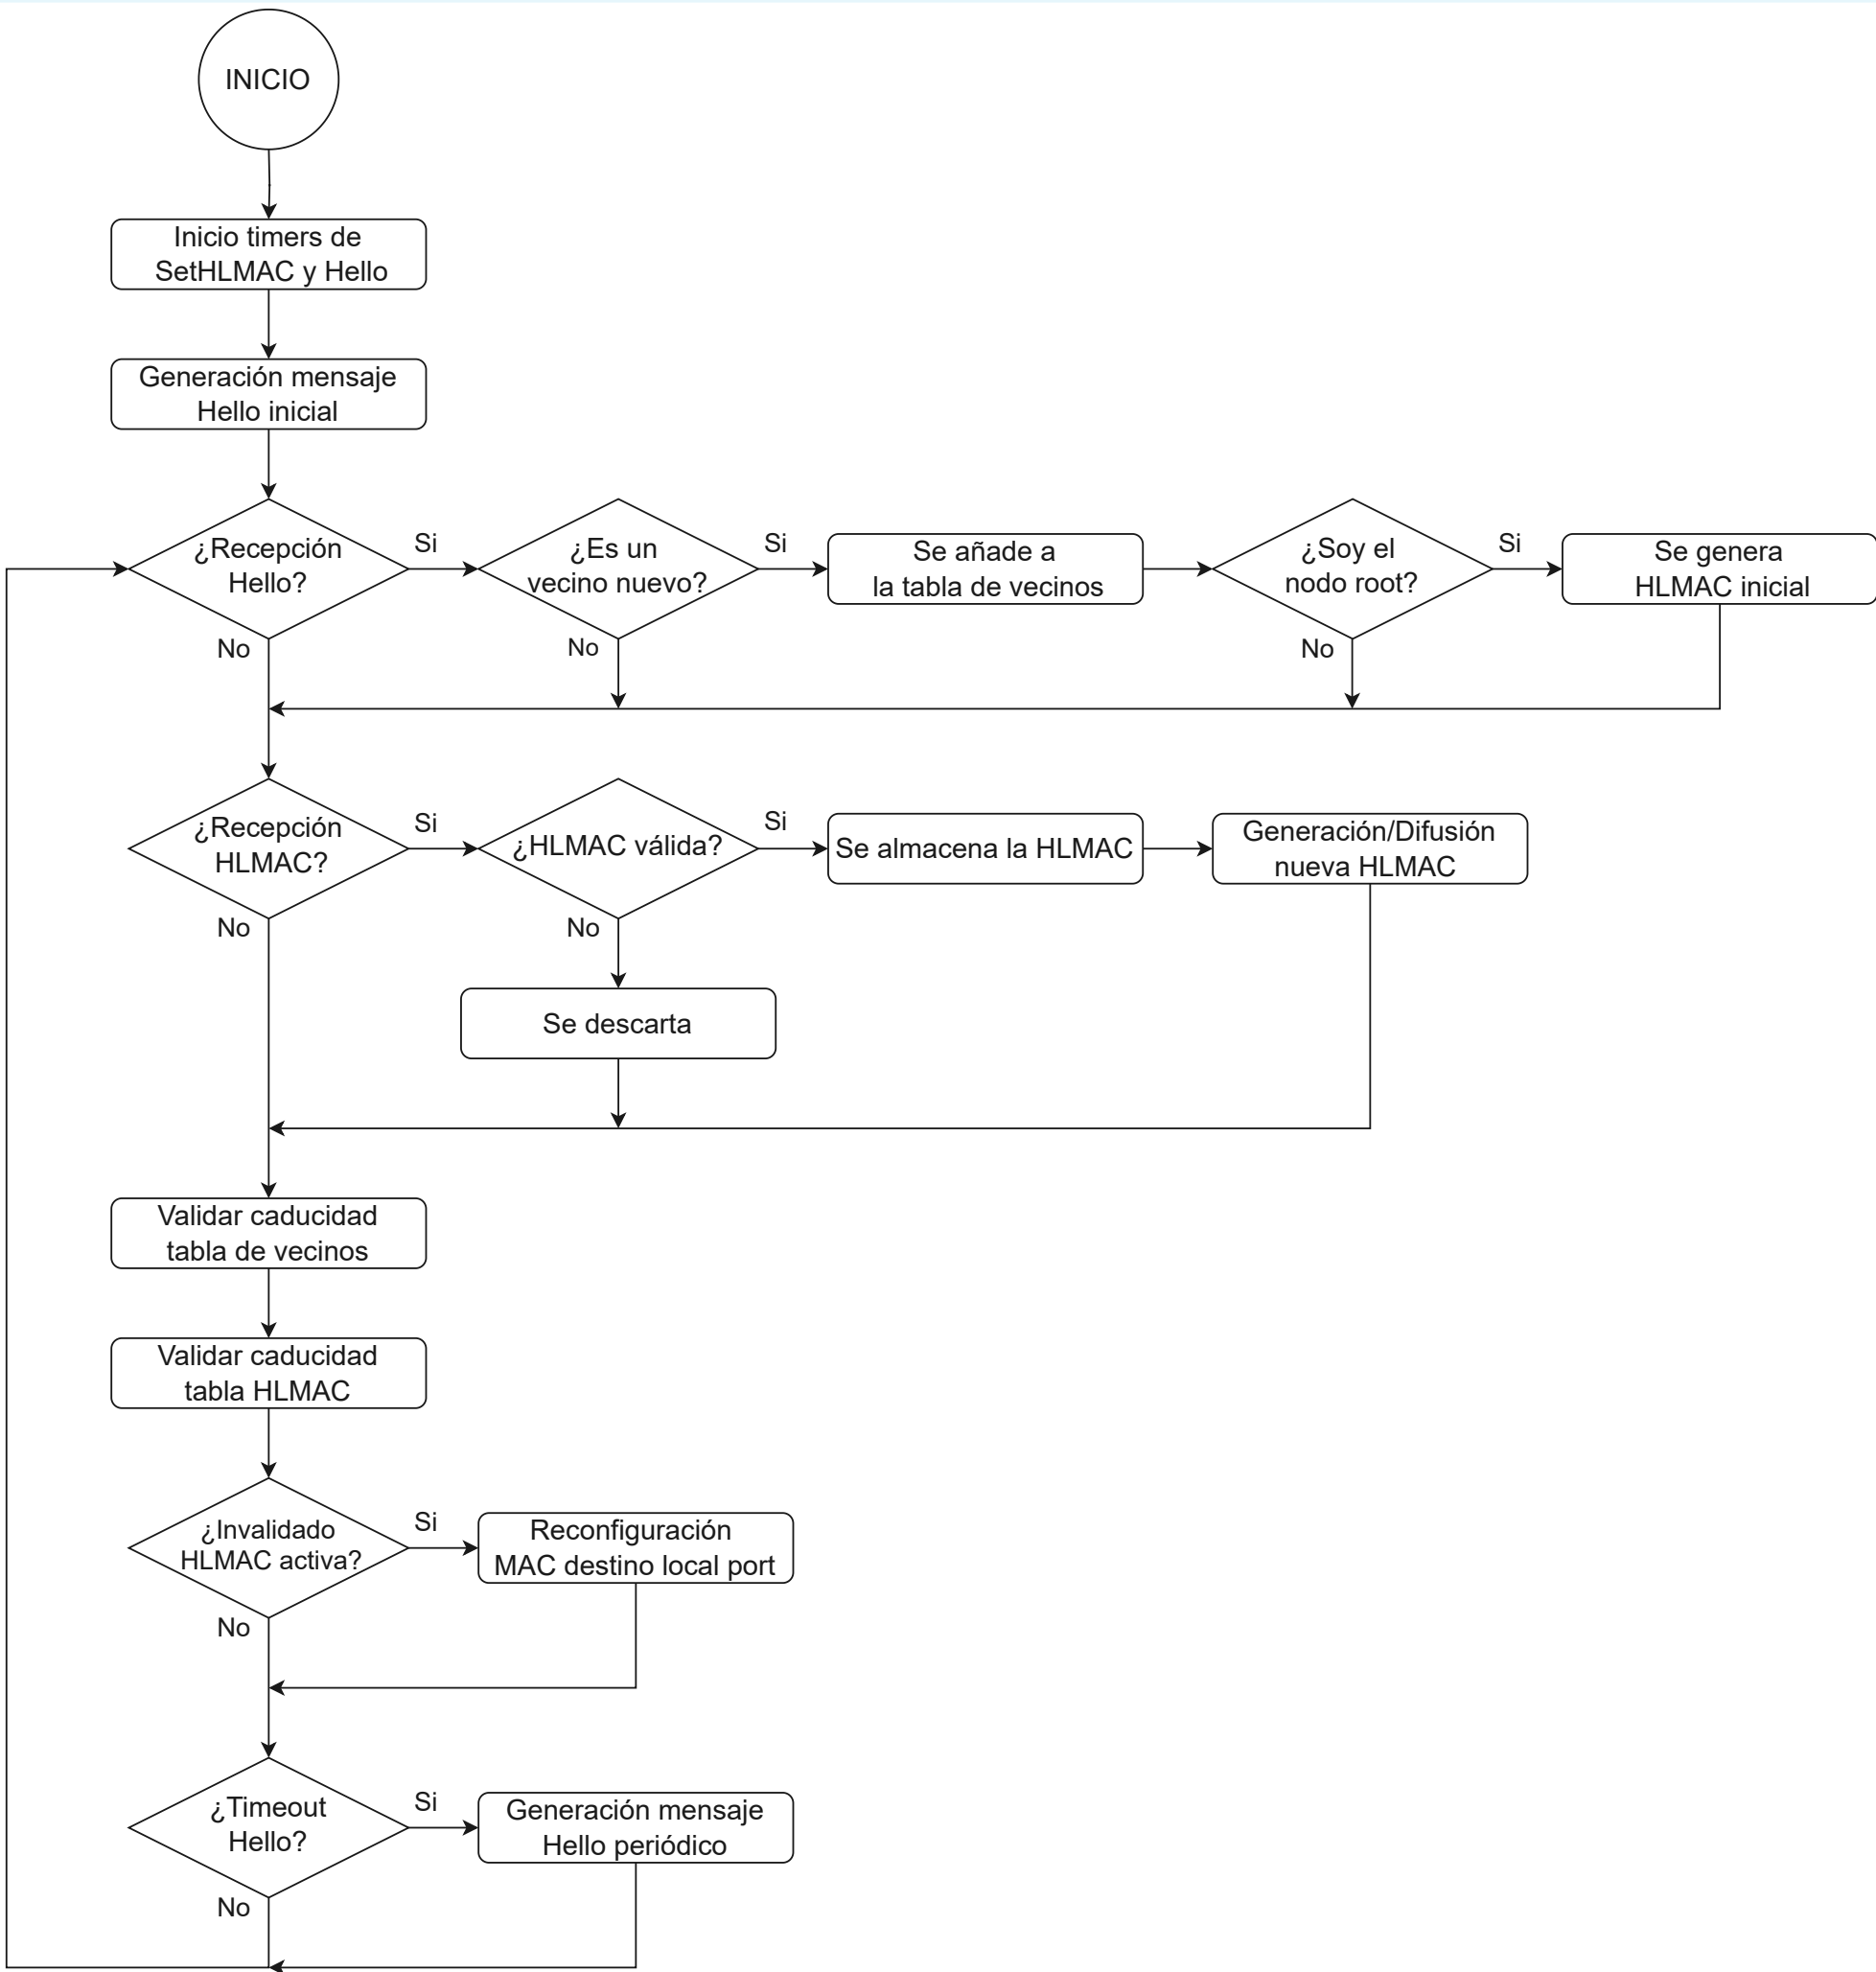 INICIO
Inicio timers de
SetHLMAC y Hello
Generación mensaje
Hello inicial
¿Recepción
Hello?
Si
No
¿Es un
vecino nuevo?
Si
No
Se añade a
la tabla de vecinos
¿Soy el
nodo root?
Si
No
Se genera
HLMAC inicial
¿Recepción
HLMAC?
Si
No
¿HLMAC válida?
Si
No
Se almacena la HLMAC
Generación/Difusión
nueva HLMAC
Se descarta
Validar caducidad
tabla de vecinos
Validar caducidad
tabla HLMAC
¿Invalidado
HLMAC activa?
Si
No
Reconfiguración
MAC destino local port
¿Timeout
Hello?
Si
No
Generación mensaje
Hello periódico